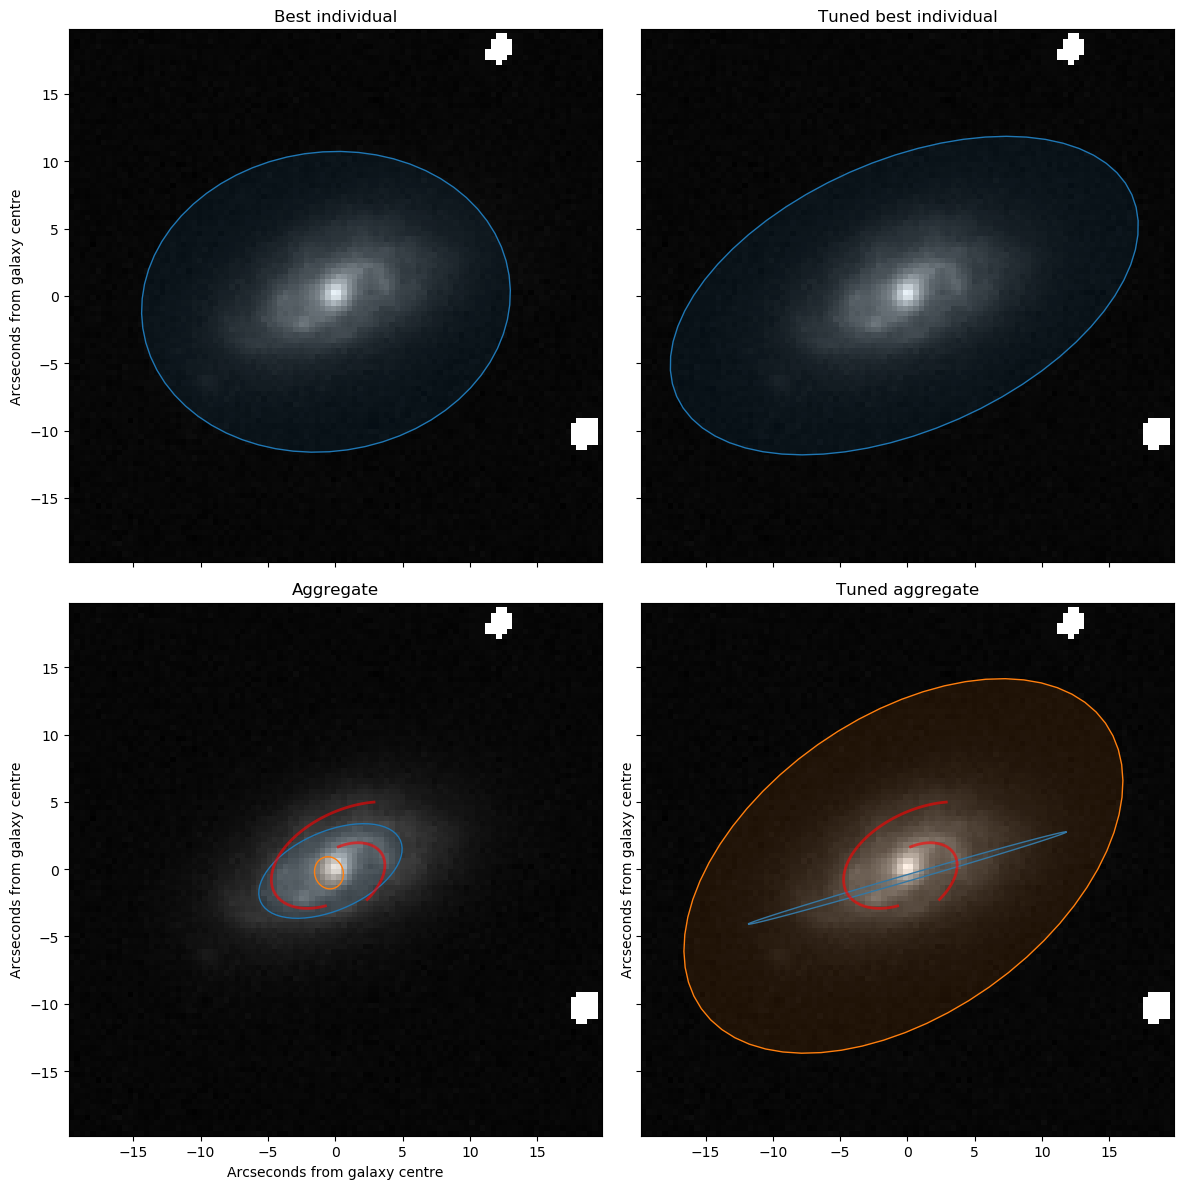 Best individual
Tuned best individual
Arcseconds from galaxy centre
15
10
5
0
−5
−10
−15
Aggregate
Tuned aggregate
Arcseconds from galaxy centre
15
10
5
0
−5
−10
−15
Arcseconds from galaxy centre
−15 −10 −5 0 5 10 15
−15 −10 −5 0 5 10 15
Arcseconds from galaxy centre